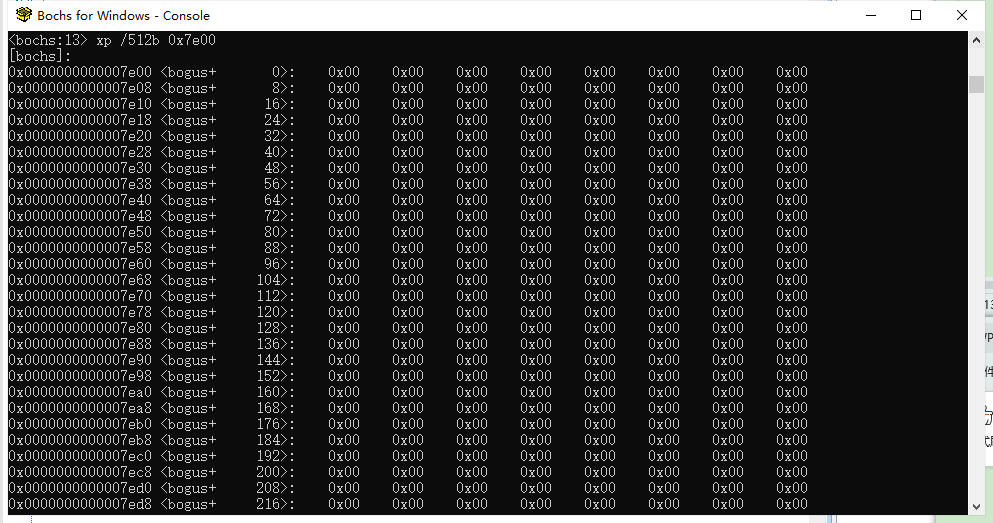 Bochs for Windows - Console
<bochs:13> xp /512b 0x7e00
[bochs]:
0x0000000000007e00 <bogus+       0>:    0x00    0x00    0x00    0x00    0x00    0x00    0x00    0x00
0x0000000000007e08 <bogus+       8>:    0x00    0x00    0x00    0x00    0x00    0x00    0x00    0x00
0x0000000000007e10 <bogus+      16>:    0x00    0x00    0x00    0x00    0x00    0x00    0x00    0x00
0x0000000000007e18 <bogus+      24>:    0x00    0x00    0x00    0x00    0x00    0x00    0x00    0x00
0x0000000000007e20 <bogus+      32>:    0x00    0x00    0x00    0x00    0x00    0x00    0x00    0x00
0x0000000000007e28 <bogus+      40>:    0x00    0x00    0x00    0x00    0x00    0x00    0x00    0x00
0x0000000000007e30 <bogus+      48>:    0x00    0x00    0x00    0x00    0x00    0x00    0x00    0x00
0x0000000000007e38 <bogus+      56>:    0x00    0x00    0x00    0x00    0x00    0x00    0x00    0x00
0x0000000000007e40 <bogus+      64>:    0x00    0x00    0x00    0x00    0x00    0x00    0x00    0x00
0x0000000000007e48 <bogus+      72>:    0x00    0x00    0x00    0x00    0x00    0x00    0x00    0x00
0x0000000000007e50 <bogus+      80>:    0x00    0x00    0x00    0x00    0x00    0x00    0x00    0x00
0x0000000000007e58 <bogus+      88>:    0x00    0x00    0x00    0x00    0x00    0x00    0x00    0x00
0x0000000000007e60 <bogus+      96>:    0x00    0x00    0x00    0x00    0x00    0x00    0x00    0x00
0x0000000000007e68 <bogus+     104>:    0x00    0x00    0x00    0x00    0x00    0x00    0x00    0x00
0x0000000000007e70 <bogus+     112>:    0x00    0x00    0x00    0x00    0x00    0x00    0x00    0x00
0x0000000000007e78 <bogus+     120>:    0x00    0x00    0x00    0x00    0x00    0x00    0x00    0x00
0x0000000000007e80 <bogus+     128>:    0x00    0x00    0x00    0x00    0x00    0x00    0x00    0x00
0x0000000000007e88 <bogus+     136>:    0x00    0x00    0x00    0x00    0x00    0x00    0x00    0x00
0x0000000000007e90 <bogus+     144>:    0x00    0x00    0x00    0x00    0x00    0x00    0x00    0x00
0x0000000000007e98 <bogus+     152>:    0x00    0x00    0x00    0x00    0x00    0x00    0x00    0x00
0x0000000000007ea0 <bogus+     160>:    0x00    0x00    0x00    0x00    0x00    0x00    0x00    0x00
0x0000000000007ea8 <bogus+     168>:    0x00    0x00    0x00    0x00    0x00    0x00    0x00    0x00
0x0000000000007eb0 <bogus+     176>:    0x00    0x00    0x00    0x00    0x00    0x00    0x00    0x00
0x0000000000007eb8 <bogus+     184>:    0x00    0x00    0x00    0x00    0x00    0x00    0x00    0x00
0x0000000000007ec0 <bogus+     192>:    0x00    0x00    0x00    0x00    0x00    0x00    0x00    0x00
0x0000000000007ec8 <bogus+     200>:    0x00    0x00    0x00    0x00    0x00    0x00    0x00    0x00
0x0000000000007ed0 <bogus+     208>:    0x00    0x00    0x00    0x00    0x00    0x00    0x00    0x00
0x0000000000007ed8 <bogus+     216>:    0x00    0x00    0x00    0x00    0x00    0x00    0x00    0x00